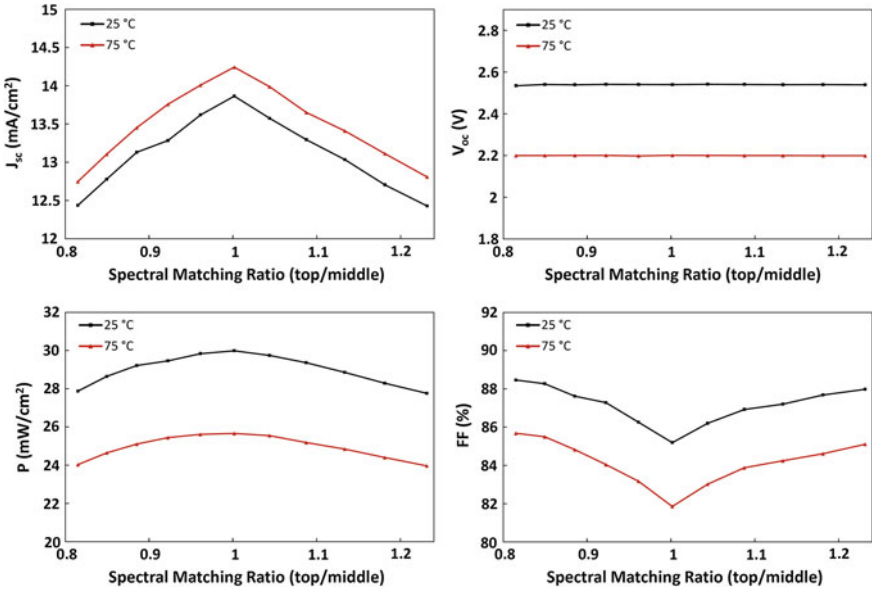 15
14.5
14
13.5
13
12.5
12
J_sc (mA/cm²)
25 °C
75 °C
0.8 0.9 1 1.1 1.2
Spectral Matching Ratio (top/middle)
3
2.8
2.6
2.4
2.2
2
1.8
V_oc (V)
25 °C
75 °C
0.8 0.9 1 1.1 1.2
Spectral Matching Ratio (top/middle)
32
30
28
26
24
22
20
P (mW/cm²)
25 °C
75 °C
0.8 0.9 1 1.1 1.2
Spectral Matching Ratio (top/middle)
92
90
88
86
84
82
80
FF (%)
25 °C
75 °C
0.8 0.9 1 1.1 1.2
Spectral Matching Ratio (top/middle)